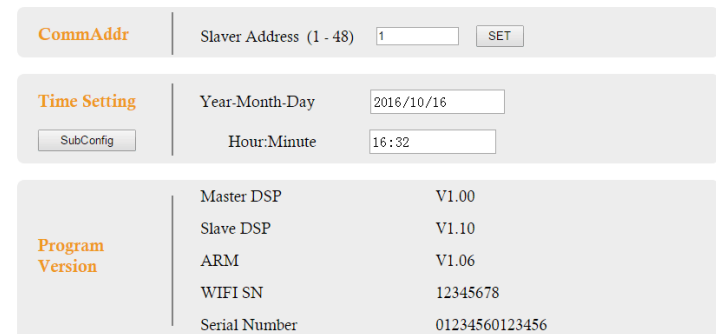 CommAddr Slaver Address (1 - 48) 1 SET
Time Setting Year-Month-Day 2016/10/16
SubConfig Hour:Minute 16:32
Master DSP V1.00
Slave DSP V1.10
Program Version
ARM V1.06
WIFI SN 12345678
Serial Number 01234560123456